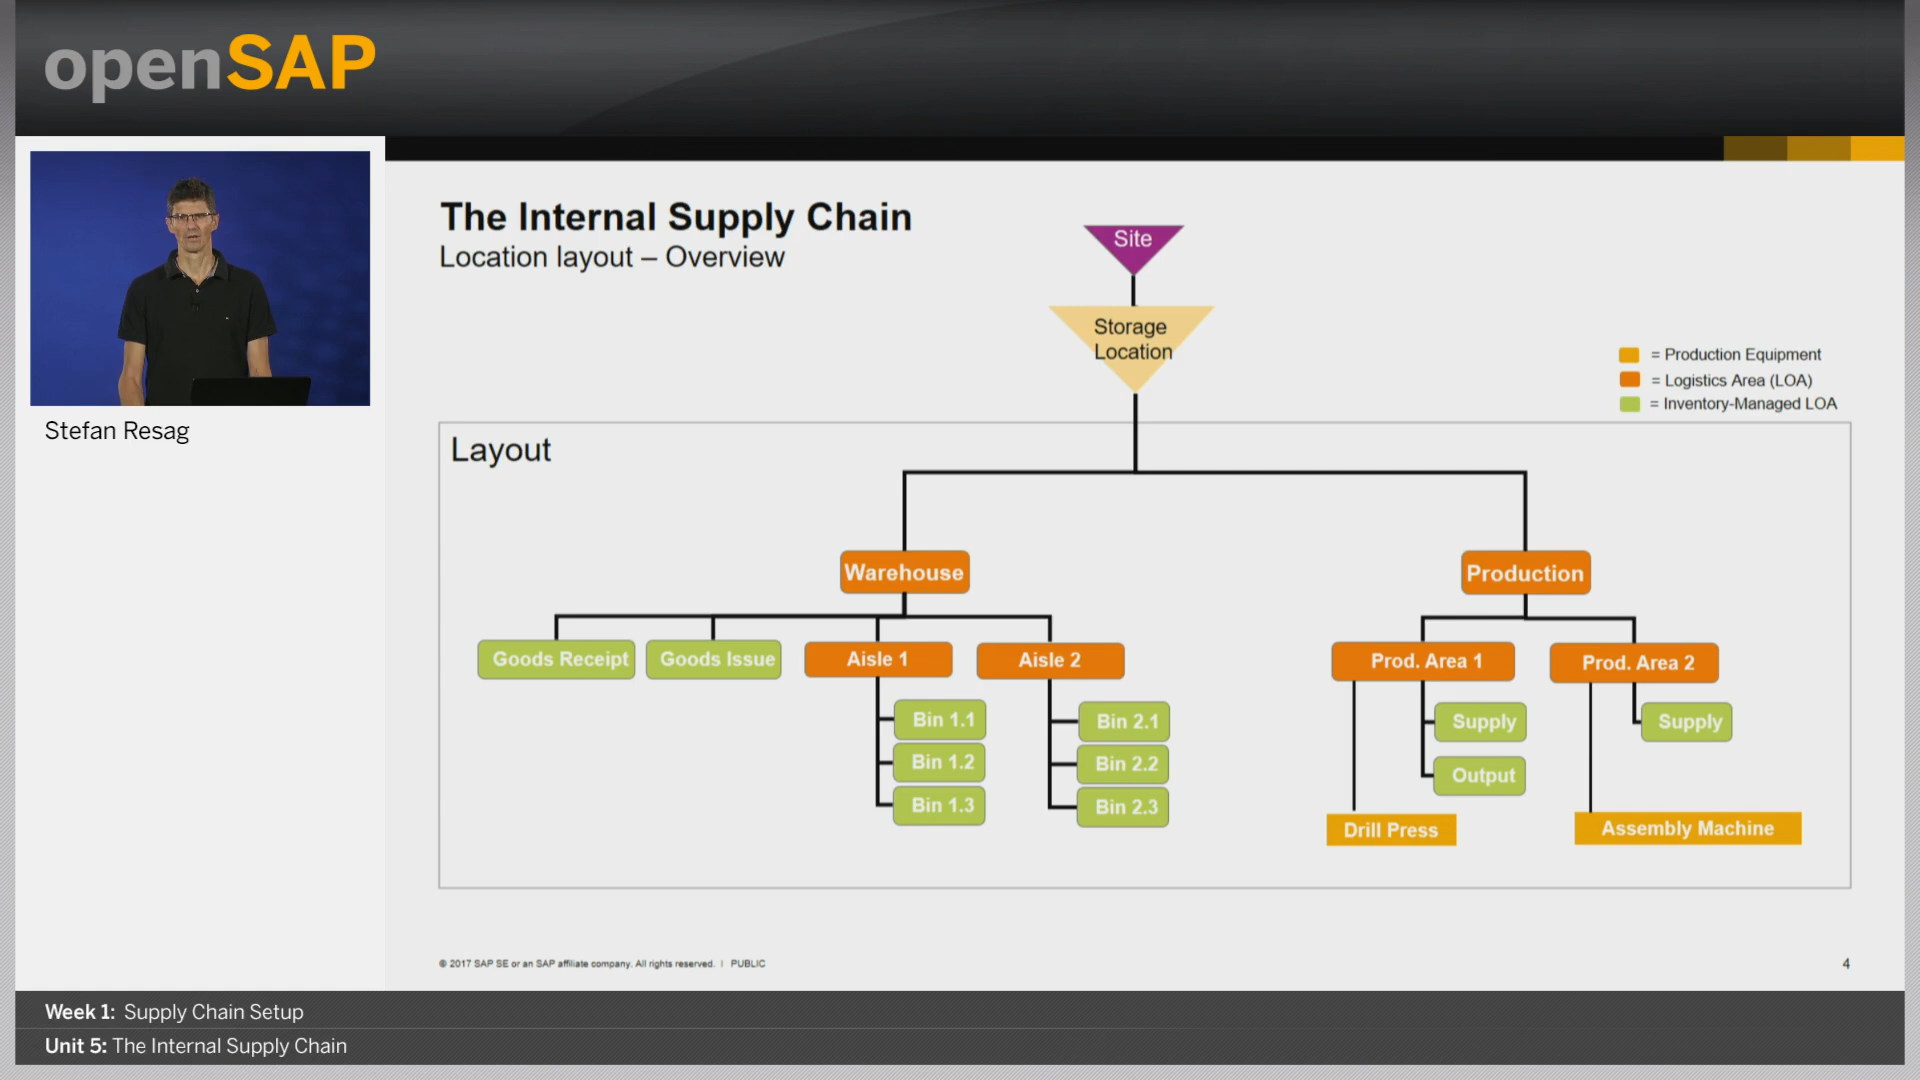 openSAP
Stefan Resag
The Internal Supply Chain
Location layout – Overview
Site
Storage
Location
= Production Equipment
= Logistics Area (LOA)
= Inventory-Managed LOA
Layout
Warehouse
Production
Goods Receipt
Goods Issue
Aisle 1
Aisle 2
Prod. Area 1
Prod. Area 2
Bin 1.1
Bin 1.2
Bin 1.3
Bin 2.1
Bin 2.2
Bin 2.3
Supply
Output
Supply
Drill Press
Assembly Machine
© 2017 SAP SE or an SAP affiliate company. All rights reserved. | PUBLIC
4
Week 1: Supply Chain Setup
Unit 5: The Internal Supply Chain